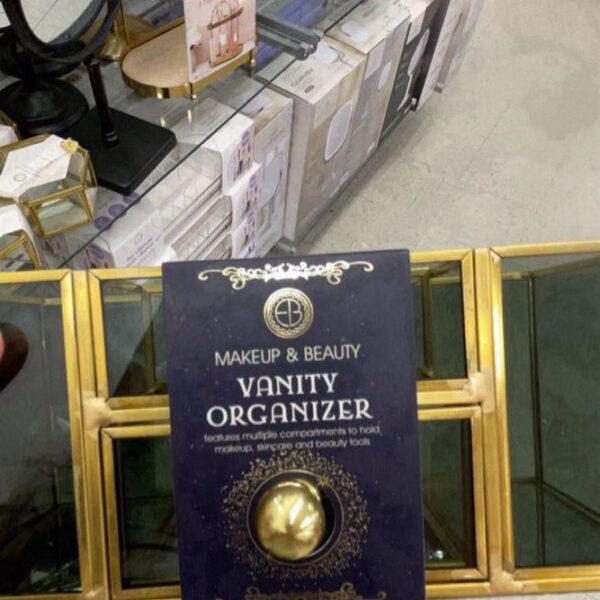 EB
MAKEUP & BEAUTY
VANITY
ORGANIZER
features multiple compartments to hold
makeup, skincare and beauty tools